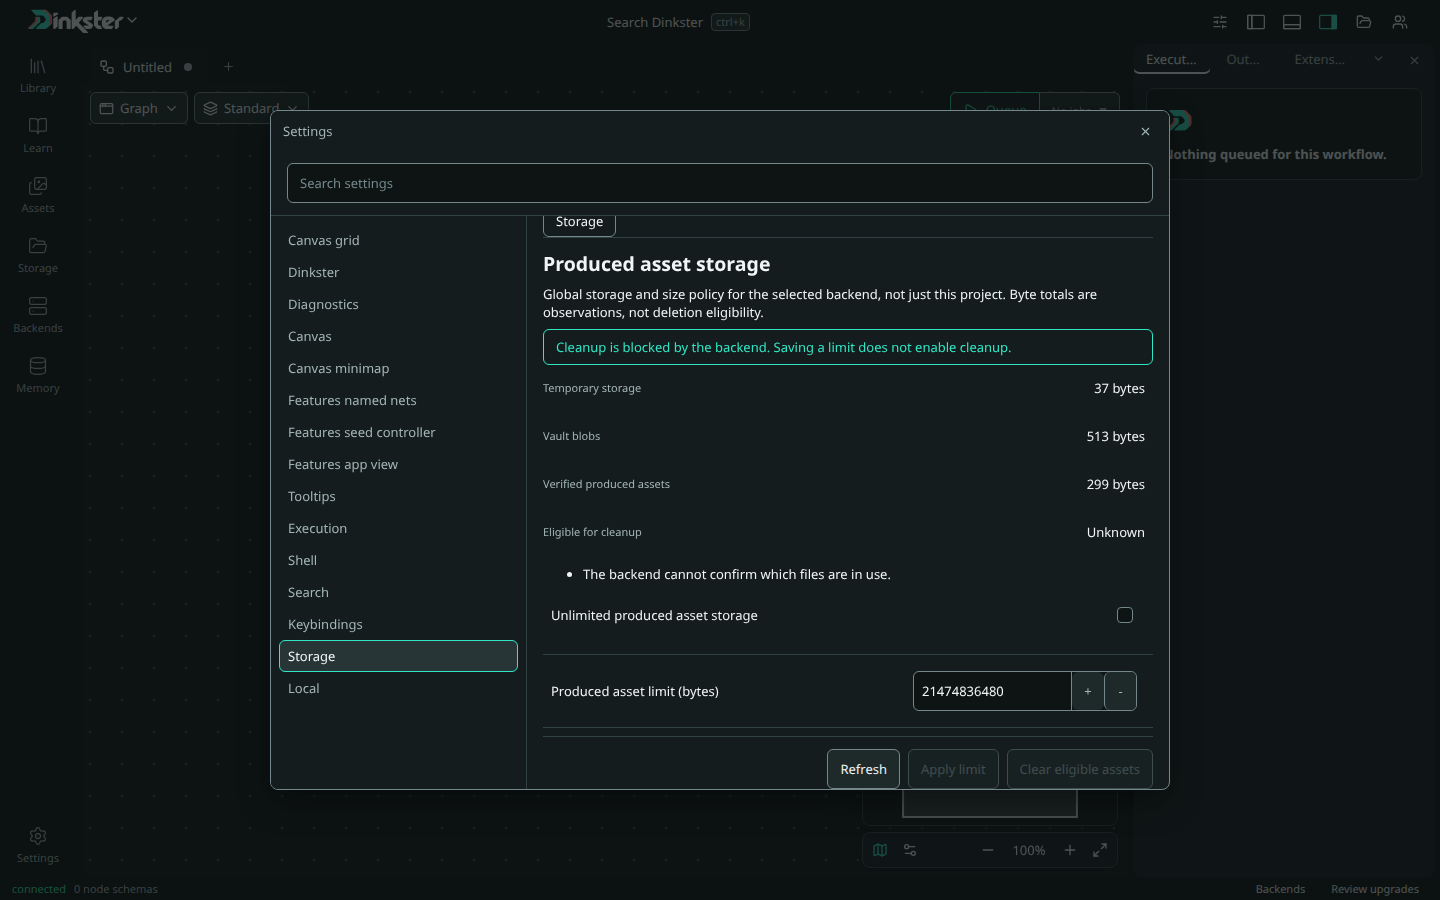 Dinkster
Search Dinkster ctrl+k
Library
Learn
Assets
Storage
Backends
Memory
Settings
Untitled
Graph
Standard
Queue
No jobs
Execut...
Out...
Extens...
Nothing queued for this workflow.
Settings
Search settings
Canvas grid
Dinkster
Diagnostics
Canvas
Canvas minimap
Features named nets
Features seed controller
Features app view
Tooltips
Execution
Shell
Search
Keybindings
Storage
Local
Storage
Produced asset storage
Global storage and size policy for the selected backend, not just this project. Byte totals are
observations, not deletion eligibility.
Cleanup is blocked by the backend. Saving a limit does not enable cleanup.
Temporary storage 37 bytes
Vault blobs 513 bytes
Verified produced assets 299 bytes
Eligible for cleanup Unknown
• The backend cannot confirm which files are in use.
Unlimited produced asset storage
Produced asset limit (bytes) 21474836480 + -
Refresh Apply limit Clear eligible assets
100%
connected 0 node schemas
Backends Review upgrades